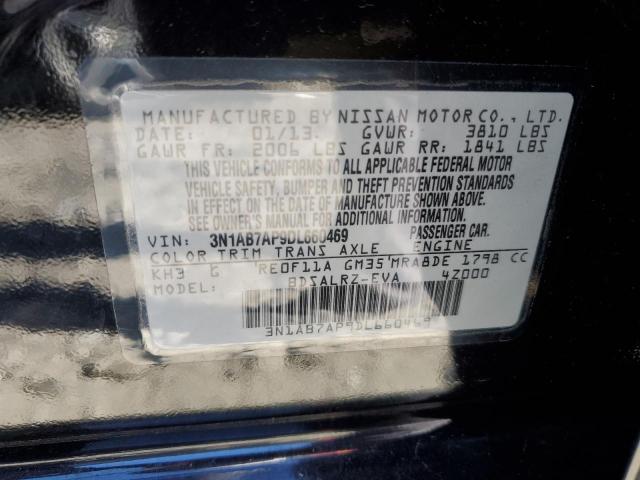 MANUFACTURED BY NISSAN MOTOR CO., LTD.
DATE: 01/13. GVWR: 3810 LBS
GAWR FR: 2006 LBS GAWR RR: 1841 LBS
THIS VEHICLE CONFORMS TO ALL APPLICABLE FEDERAL MOTOR
VEHICLE SAFETY, BUMPER AND THEFT PREVENTION STANDARDS
IN EFFECT ON THE DATE OF MANUFACTURE SHOWN ABOVE.
SEE OWNER'S MANUAL FOR FURTHER INFORMATION.
VIN: 3N1AB7AP9DL660469 PASSENGER CAR.
COLOR TRIM TRANS AXLE ENGINE
KH3 G RE0F11A GM35 MRA8DE 1798 CC
MODEL: BDSALRZ-EVA 4Z000
3N1AB7AP9DL660469